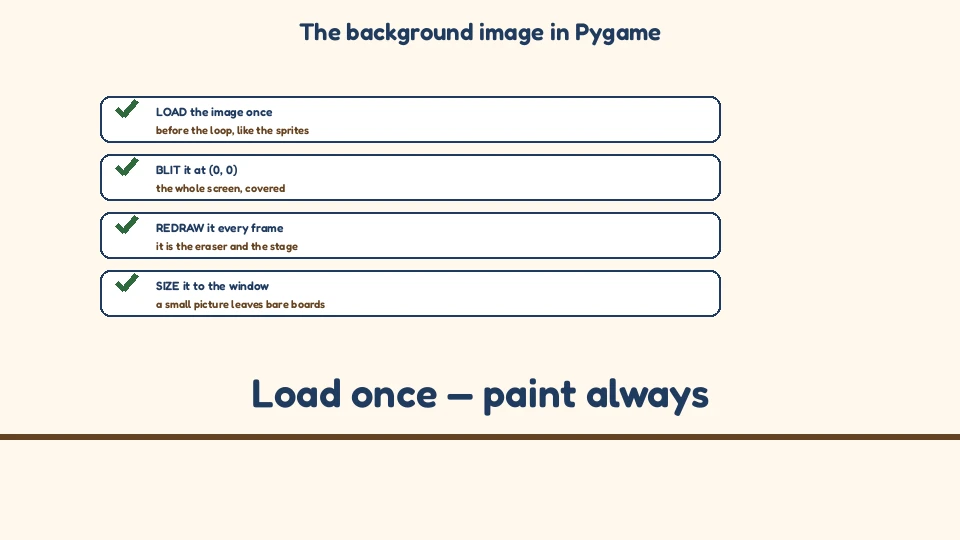 The background image in Pygame
LOAD the image once
before the loop, like the sprites
BLIT it at (0, 0)
the whole screen, covered
REDRAW it every frame
it is the eraser and the stage
SIZE it to the window
a small picture leaves bare boards
Load once — paint always